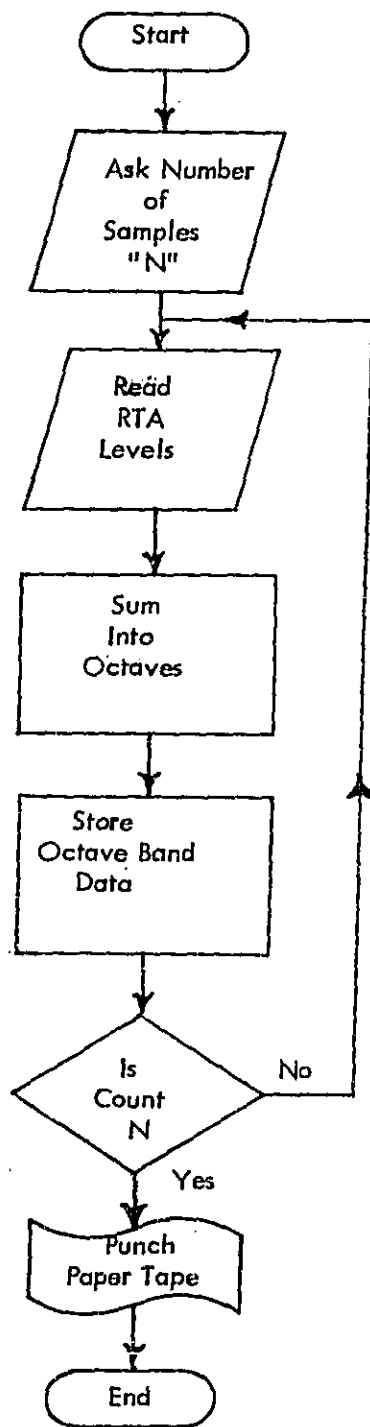 Start
Ask Number
of
Samples
"N"
Read
RTA
Levels
Sum
Into
Octaves
Store
Octave Band
Data
Is
Count
N
No
Yes
Punch
Paper Tape
End